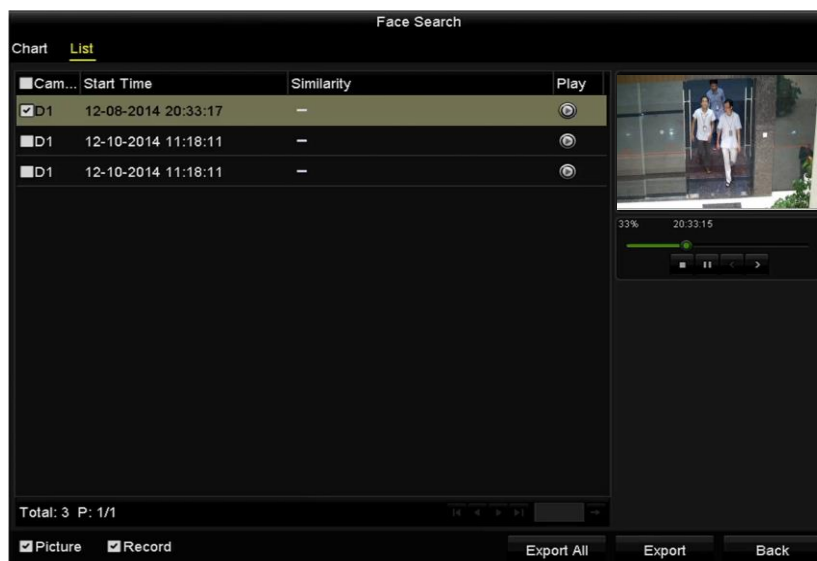 Face Search
Chart List
Cam... Start Time Similarity Play
D1 12-08-2014 20:33:17 –
D1 12-10-2014 11:18:11 –
D1 12-10-2014 11:18:11 –
33% 20:33:15
Total: 3 P: 1/1
Picture Record Export All Export Back